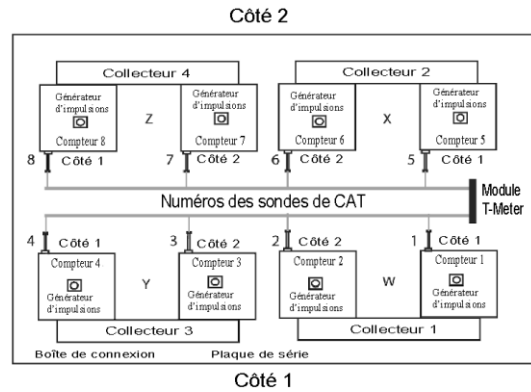 Côté 2
Collecteur 4
Collecteur 2
Générateur
d'impulsions
Compteur 8
Z
Générateur
d'impulsions
Compteur 7
Générateur
d'impulsions
Compteur 6
X
Générateur
d'impulsions
Compteur 5
8 Côté 1
7 Côté 2
6 Côté 2
5 Côté 1
Numéros des sondes de CAT
Module
T-Meter
4 Côté 1
3 Côté 2
2 Côté 2
1 Côté 1
Compteur 4
Générateur
d'impulsions
Y
Compteur 3
Générateur
d'impulsions
Compteur 2
Générateur
d'impulsions
W
Compteur 1
Générateur
d'impulsions
Collecteur 3
Collecteur 1
Boîte de connexion
Plaque de série
Côté 1